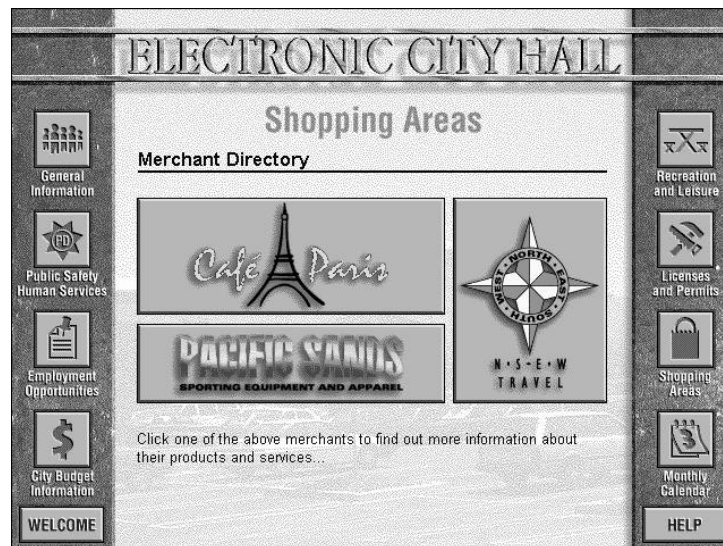 ELECTRONIC CITY HALL
Shopping Areas
Merchant Directory
General
Information
PD
Public Safety
Human Services
Employment
Opportunities
$
City Budget
Information
WELCOME
Café Paris
PACIFIC SANDS
SPORTING EQUIPMENT AND APPAREL
NORTH · EAST · SOUTH · WEST
N · S · E · W
TRAVEL
Click one of the above merchants to find out more information about
their products and services...
Recreation
and Leisure
Licenses
and Permits
Shopping
Areas
3
Monthly
Calendar
HELP